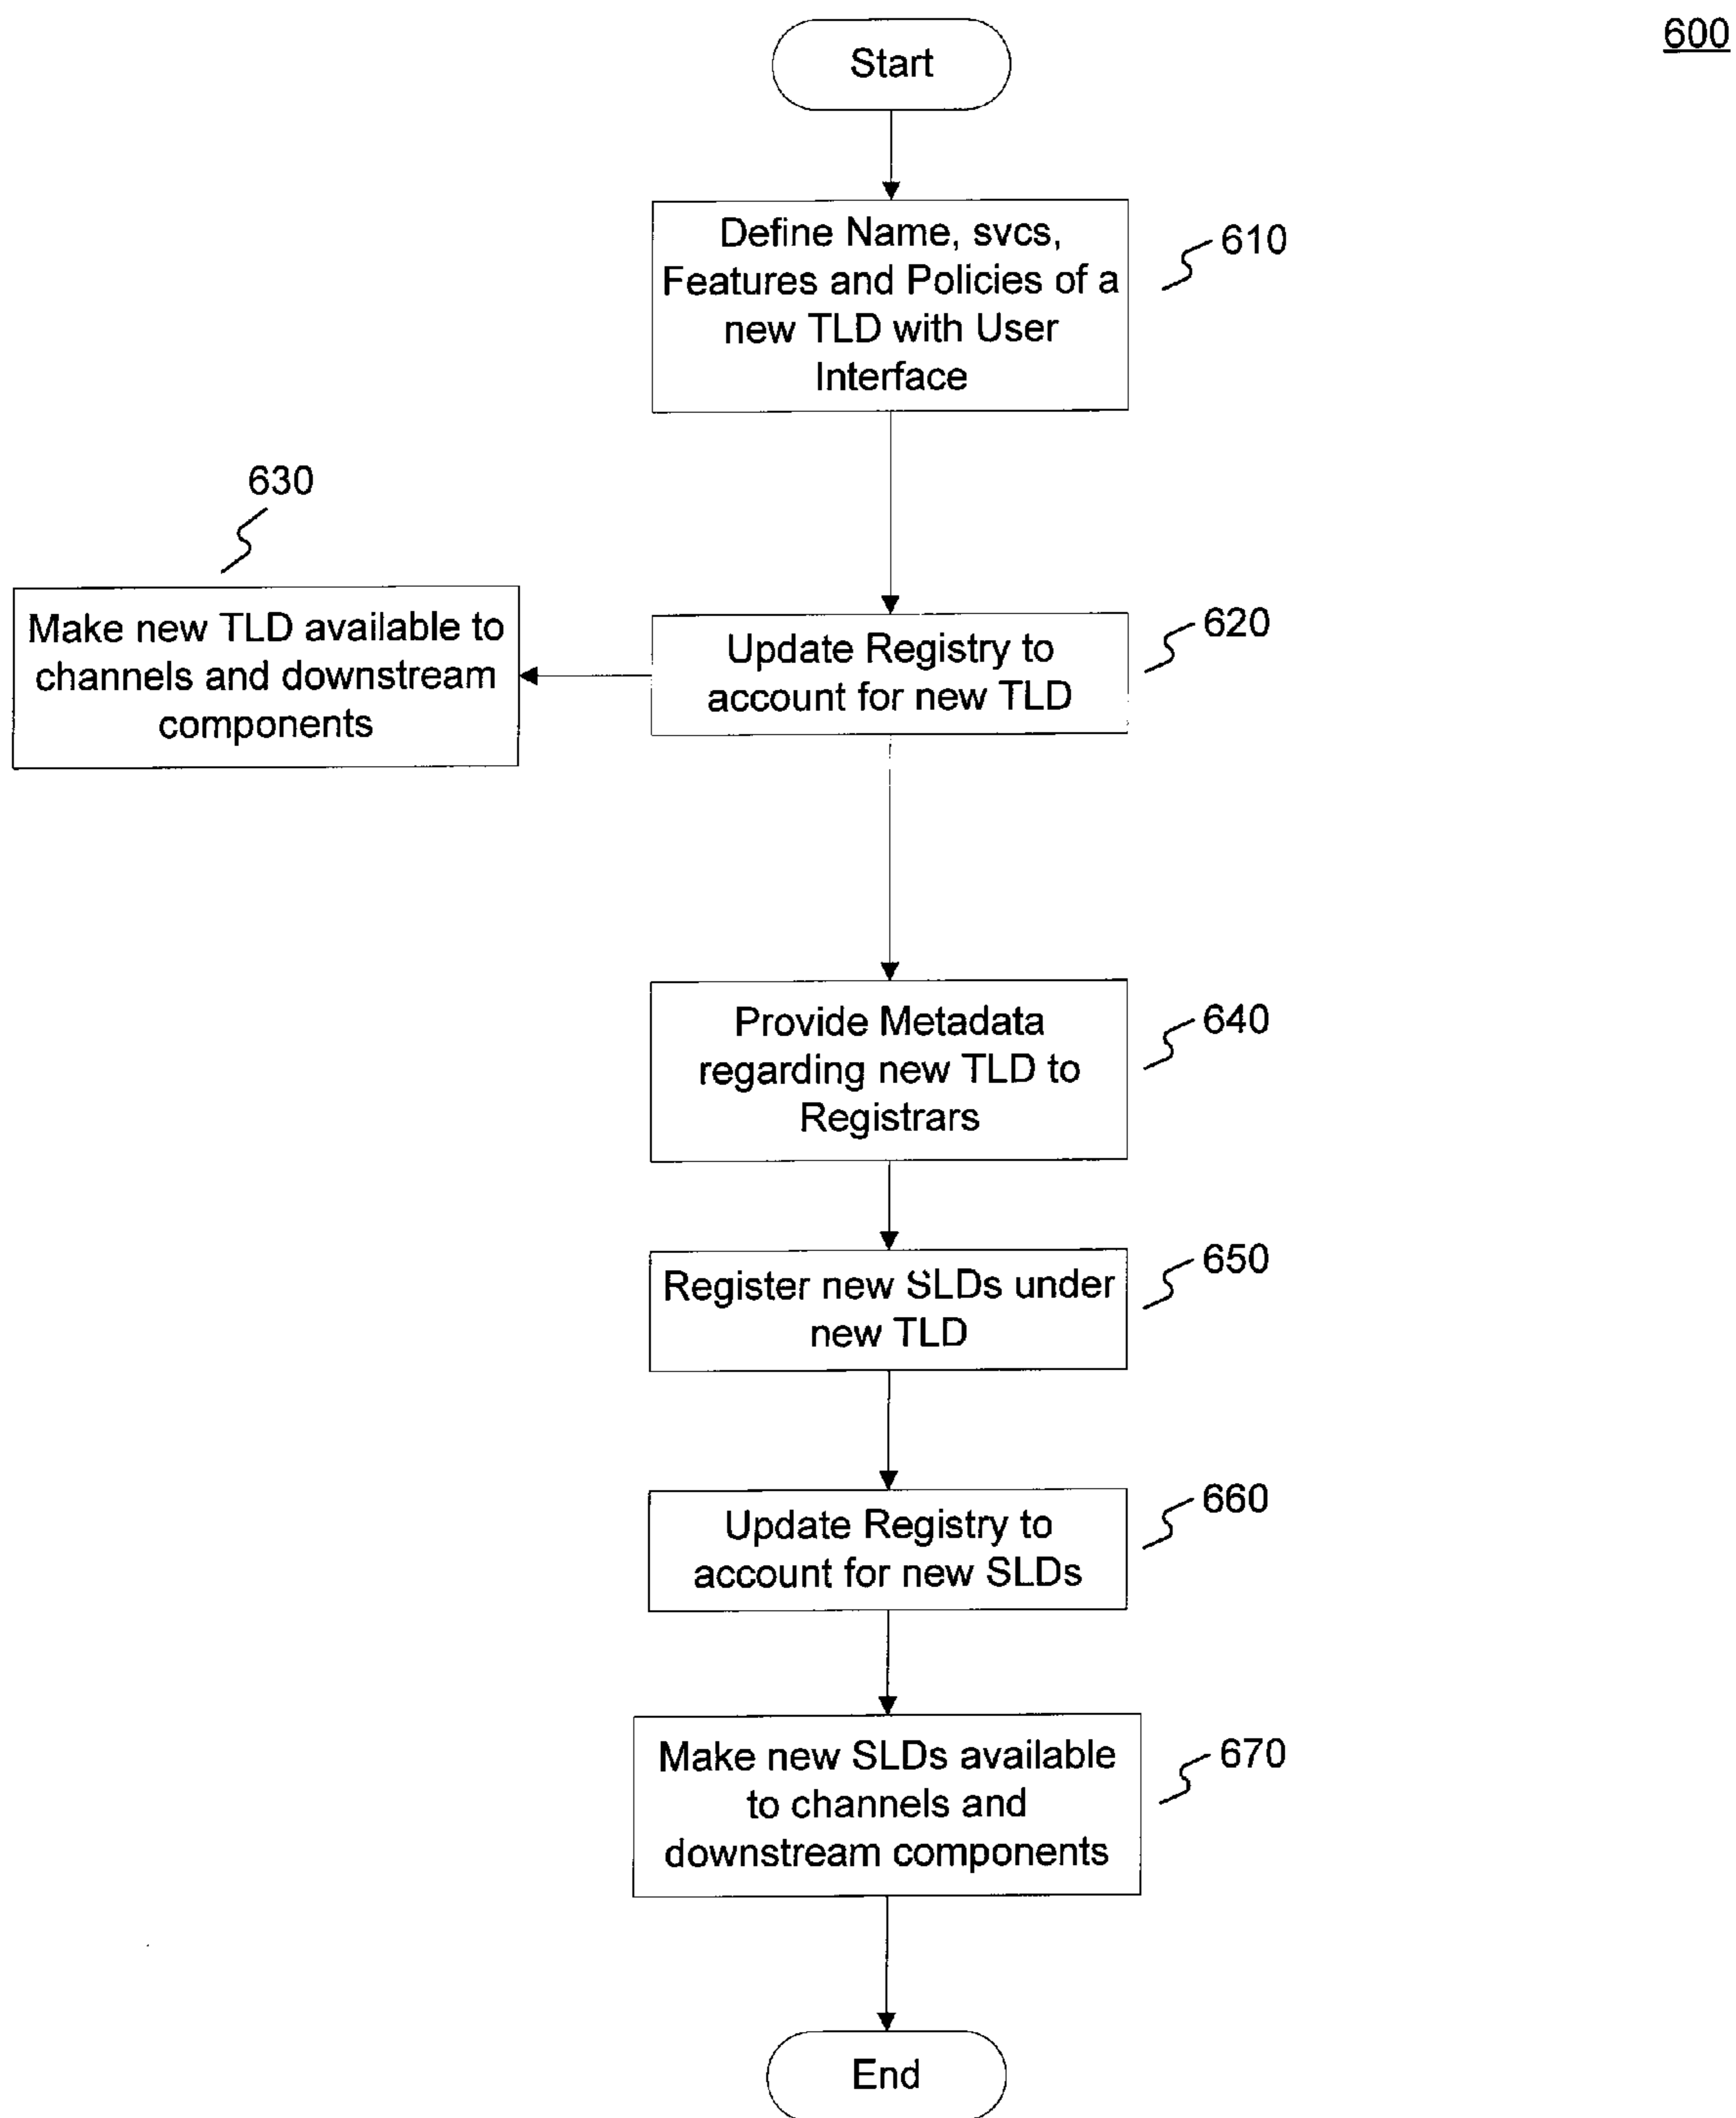 600
Start
Define Name, svcs,
Features and Policies of a
new TLD with User
Interface
610
630
Make new TLD available to
channels and downstream
components
Update Registry to
account for new TLD
620
Provide Metadata
regarding new TLD to
Registrars
640
Register new SLDs under
new TLD
650
Update Registry to
account for new SLDs
660
Make new SLDs available
to channels and
downstream components
670
End